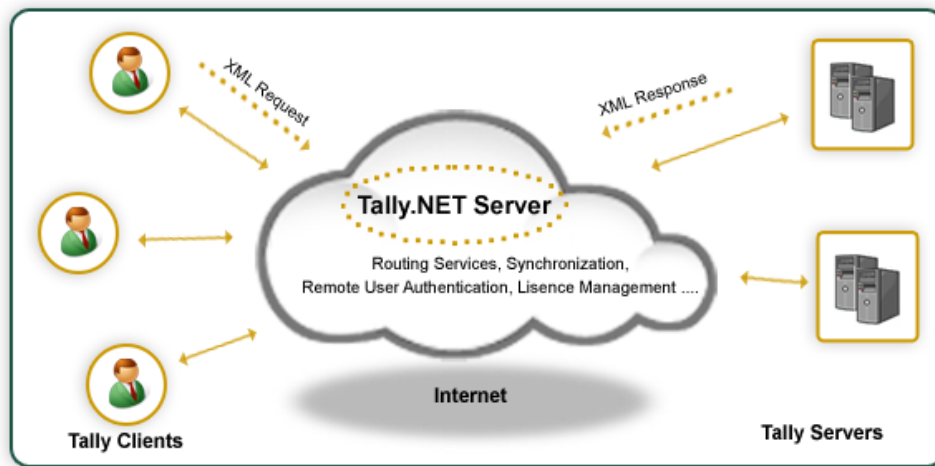 XML Request
XML Response
Tally.NET Server
Routing Services, Synchronization,
Remote User Authentication, Lisence Management ....
Internet
Tally Clients
Tally Servers